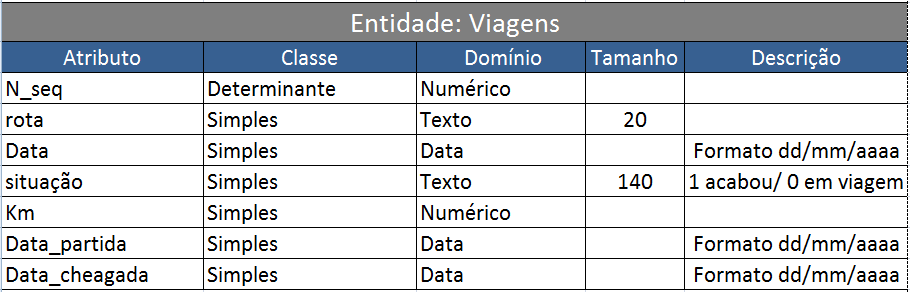 Entidade: Viagens
Atributo Classe Domínio Tamanho Descrição
N_seq Determinante Numérico
rota Simples Texto 20
Data Simples Data Formato dd/mm/aaaa
situação Simples Texto 140 1 acabou/ 0 em viagem
Km Simples Numérico
Data_partida Simples Data Formato dd/mm/aaaa
Data_cheagada Simples Data Formato dd/mm/aaaa